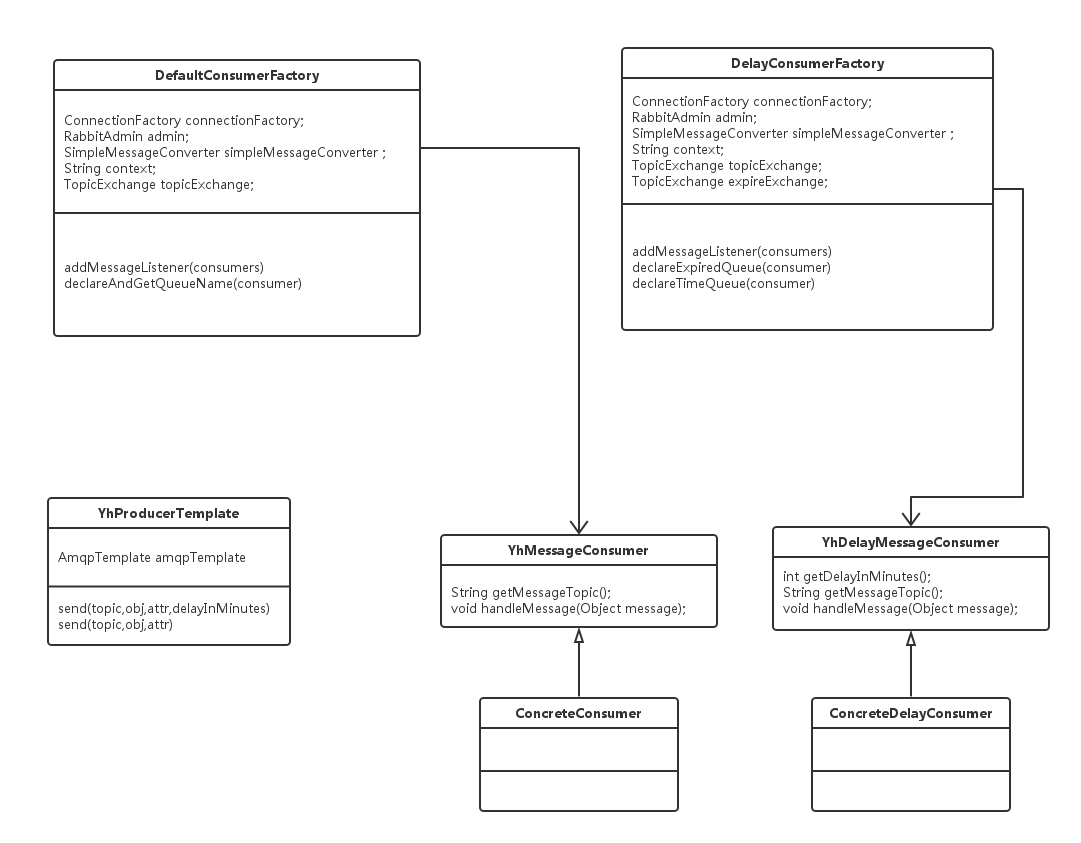 DefaultConsumerFactory
ConnectionFactory connectionFactory;
RabbitAdmin admin;
SimpleMessageConverter simpleMessageConverter ;
String context;
TopicExchange topicExchange;
addMessageListener(consumers)
declareAndGetQueueName(consumer)
DelayConsumerFactory
ConnectionFactory connectionFactory;
RabbitAdmin admin;
SimpleMessageConverter simpleMessageConverter ;
String context;
TopicExchange topicExchange;
TopicExchange expireExchange;
addMessageListener(consumers)
declareExpiredQueue(consumer)
declareTimeQueue(consumer)
YhProducerTemplate
AmqpTemplate amqpTemplate
send(topic,obj,attr,delayInMinutes)
send(topic,obj,attr)
YhMessageConsumer
String getMessageTopic();
void handleMessage(Object message);
YhDelayMessageConsumer
int getDelayInMinutes();
String getMessageTopic();
void handleMessage(Object message);
ConcreteConsumer
ConcreteDelayConsumer